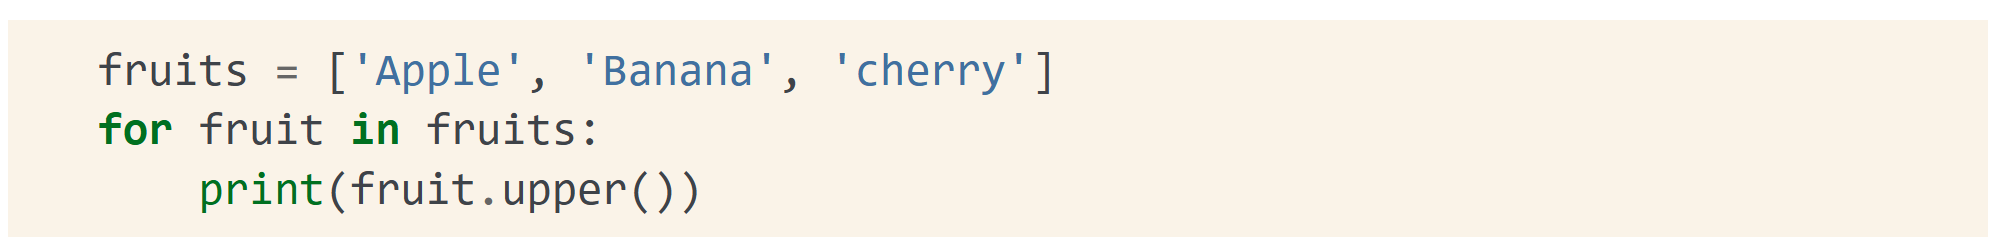 fruits = ['Apple', 'Banana', 'cherry']
for fruit in fruits:
    print(fruit.upper())